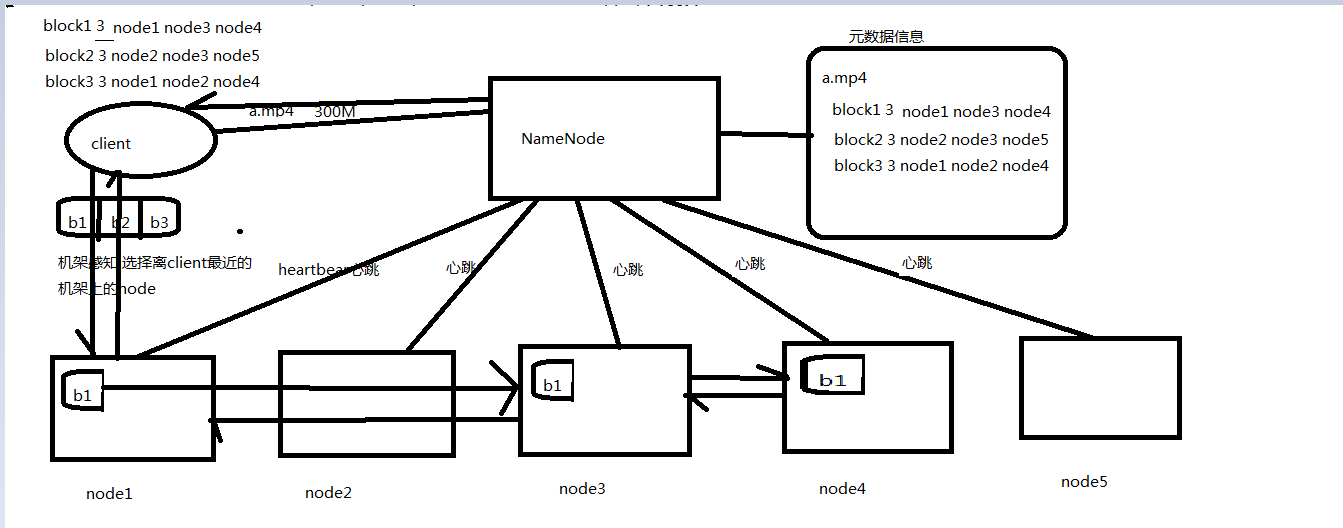 block1 3 node1 node3 node4
block2 3 node2 node3 node5
block3 3 node1 node2 node4
元数据信息
a.mp4
block1 3 node1 node3 node4
block2 3 node2 node3 node5
block3 3 node1 node2 node4
a.mp4 300M
client
NameNode
b1 b2 b3
机架感知 选择离client最近的
机架上的node
heartbear心跳
心跳
心跳
心跳
心跳
b1
b1
b1
node1
node2
node3
node4
node5